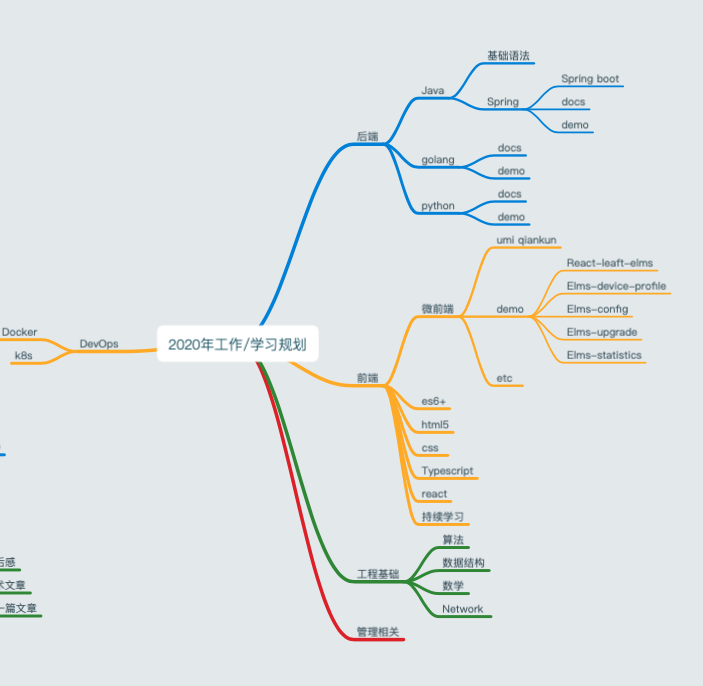 2020年工作/学习规划
后端
Java
基础语法
Spring
Spring boot
docs
demo
golang
docs
demo
python
docs
demo
前端
微前端
umi qiankun
demo
React-leaft-elms
Elms-device-profile
Elms-config
Elms-upgrade
Elms-statistics
etc
es6+
html5
css
Typescript
react
持续学习
工程基础
算法
数据结构
数学
Network
管理相关
DevOps
Docker
k8s
后感
术文章
一篇文章